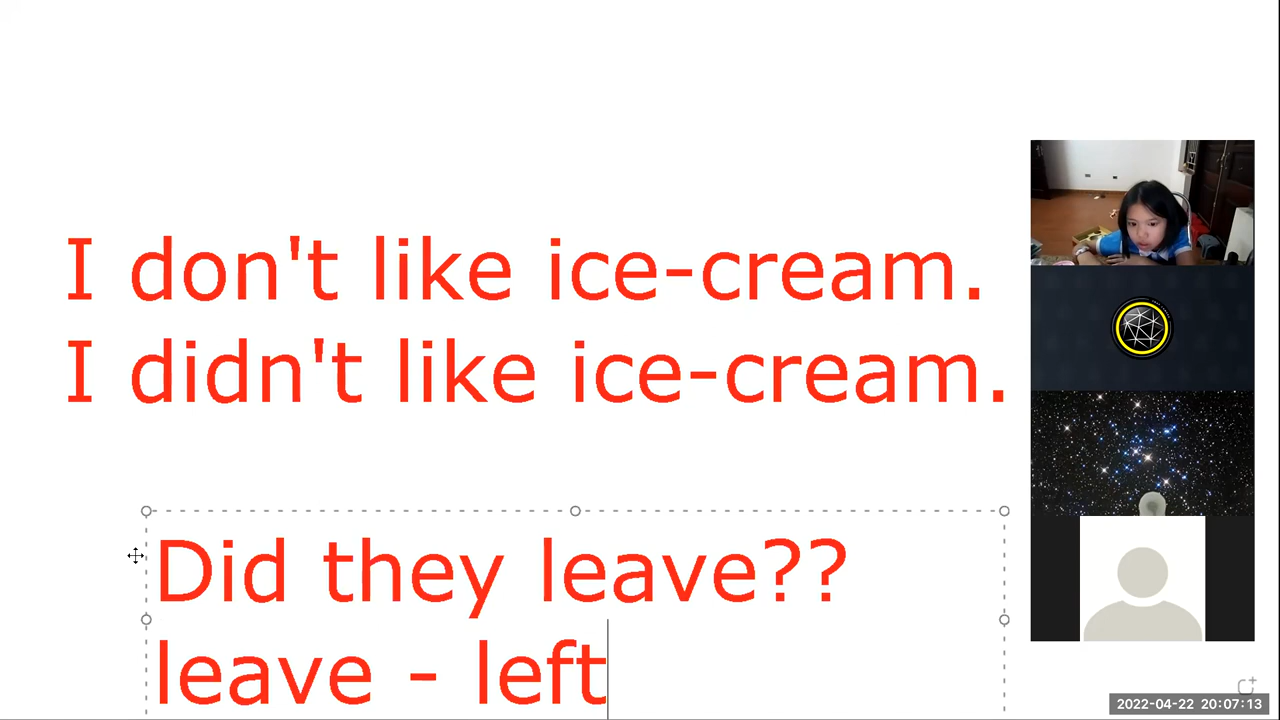 I don't like ice-cream.
I didn't like ice-cream.
Did they leave??
leave - left
2022-04-22 20:07:13